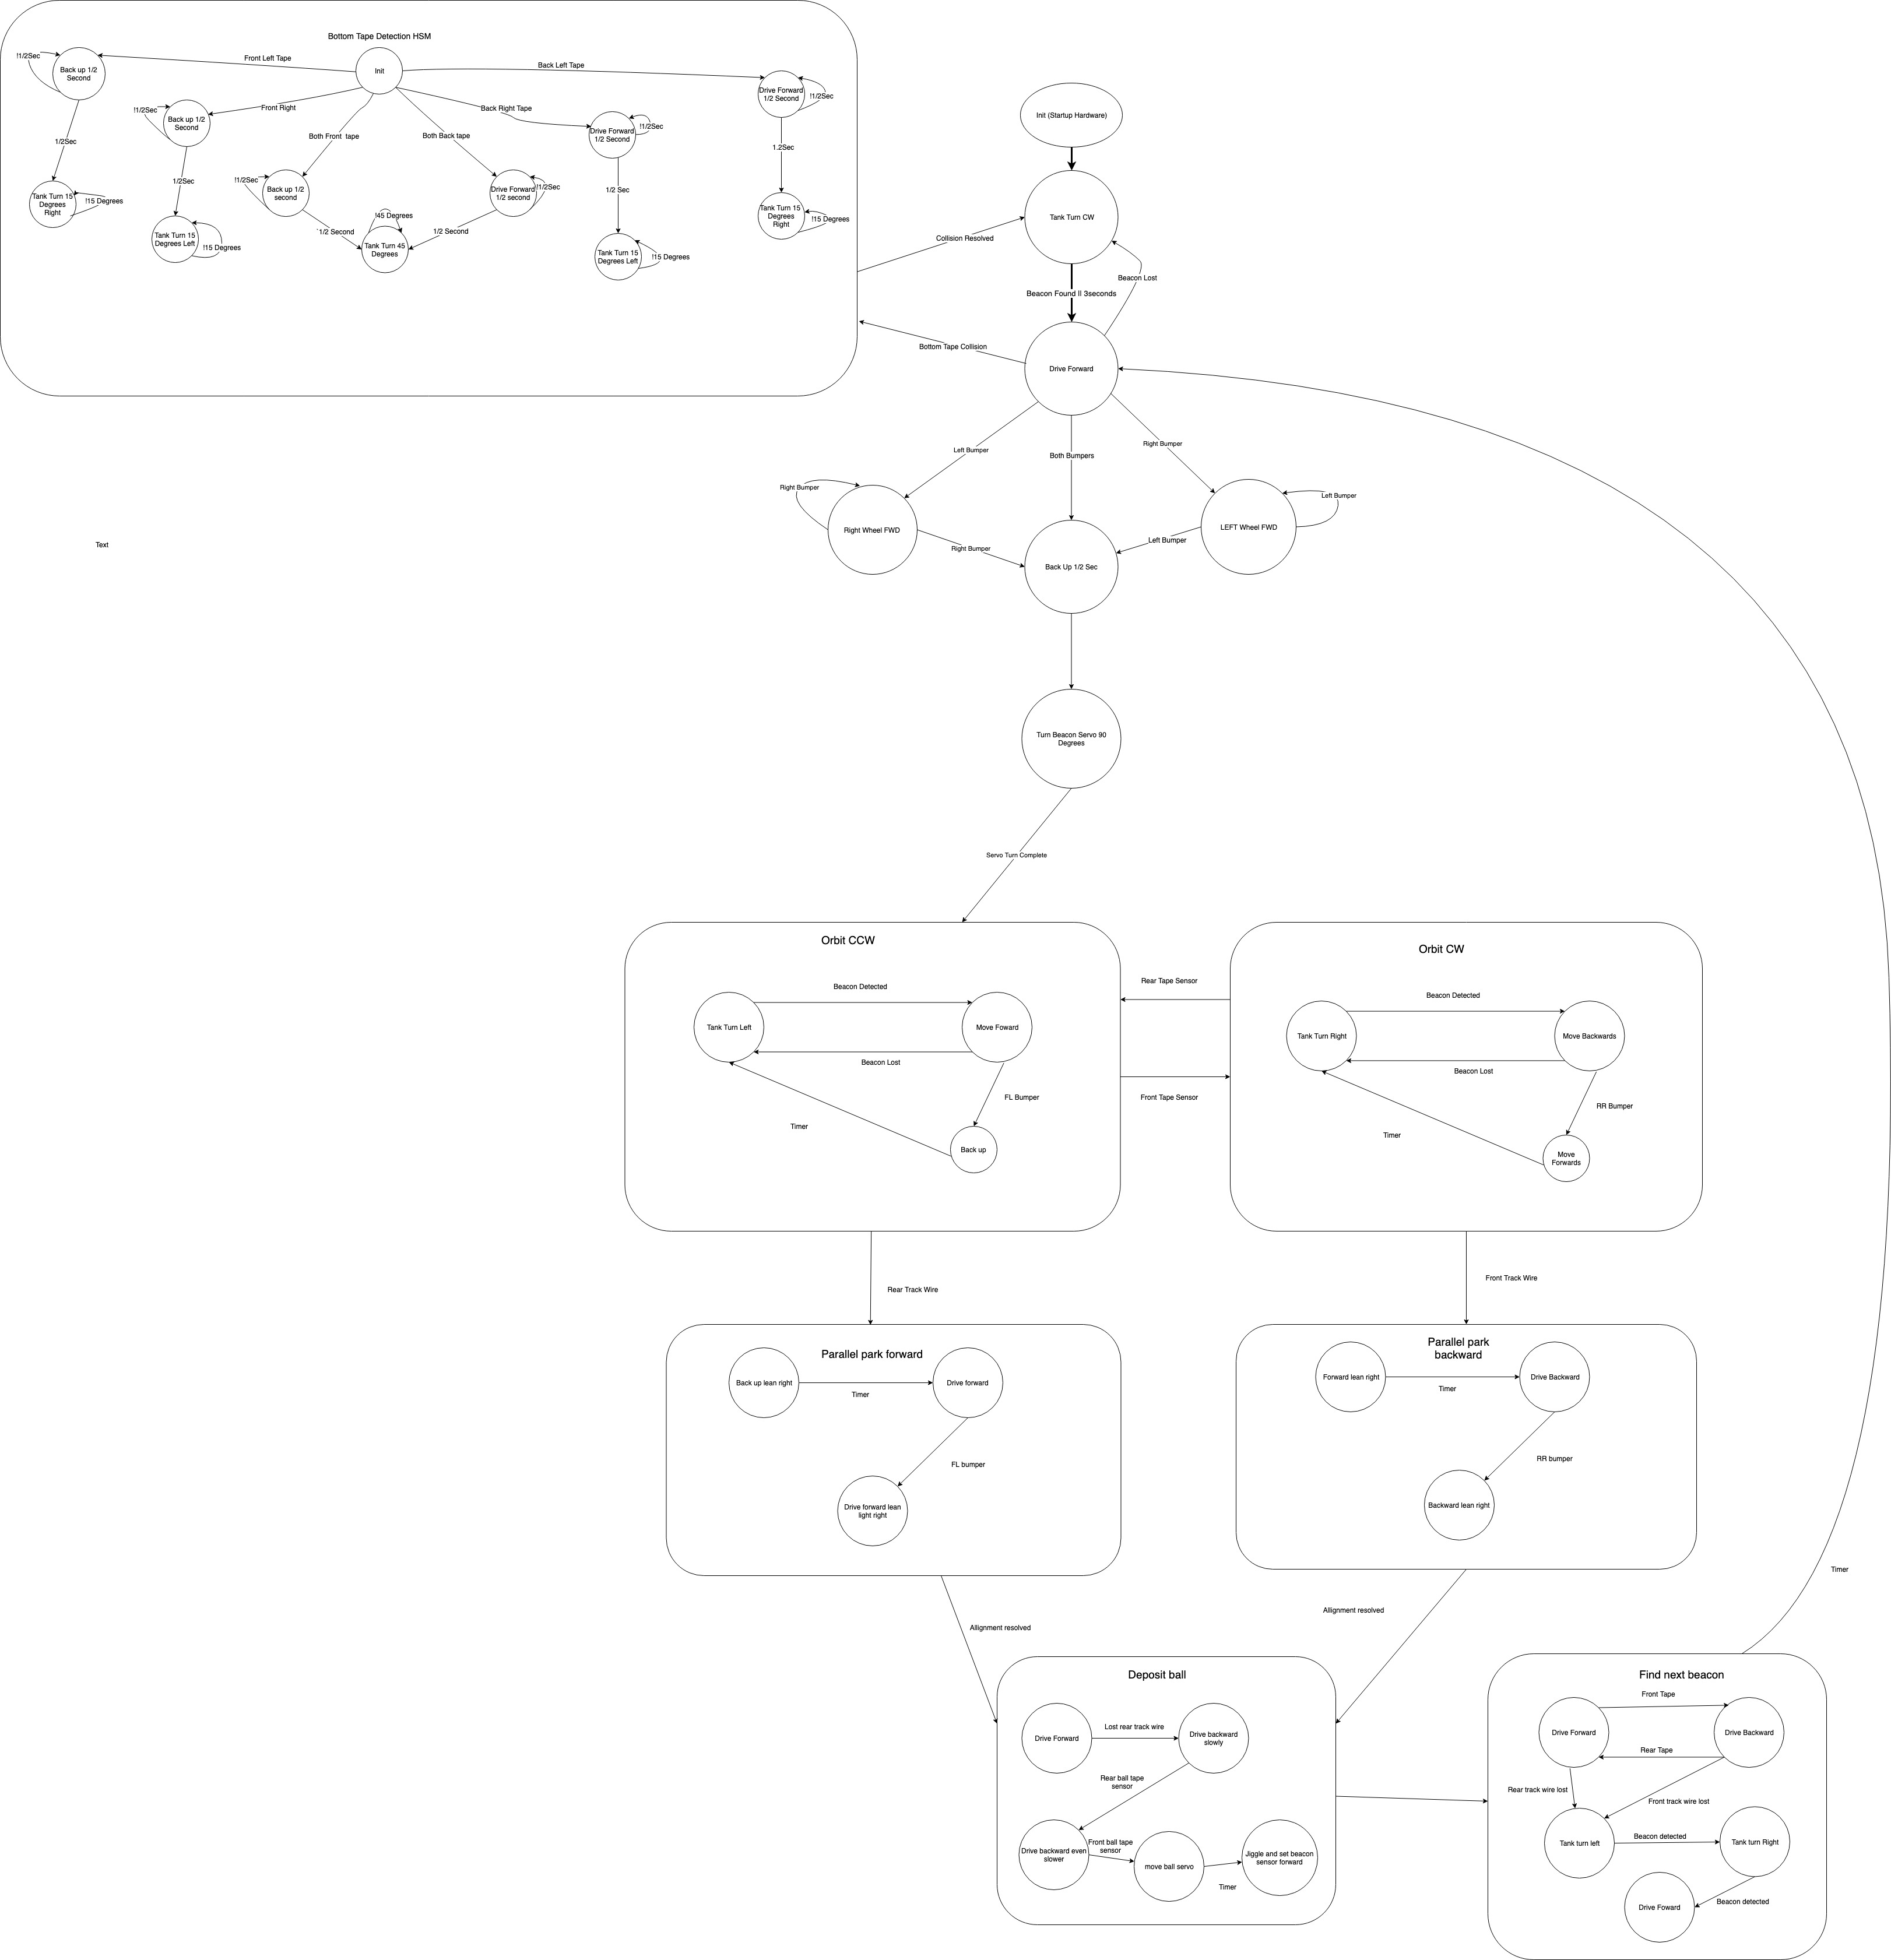 Bottom Tape Detection HSM
Init
Front Left Tape
Back Left Tape
Front Right
Back Right Tape
Both Front tape
Both Back tape
!1/2Sec
Back up 1/2
Second
1/2Sec
Tank Turn 15
Degrees
Right
!15 Degrees
!1/2Sec
Back up 1/2
Second
1/2Sec
Tank Turn 15
Degrees Left
!15 Degrees
!1/2Sec
Back up 1/2
second
`1/2 Second
!45 Degrees
Tank Turn 45
Degrees
Drive Forward
1/2 second
!1/2Sec
1/2 Second
Drive Forward
1/2 Second
!1/2Sec
1/2 Sec
Tank Turn 15
Degrees Left
!15 Degrees
Drive Forward
1/2 Second
!1/2Sec
1.2Sec
Tank Turn 15
Degrees
Right
!15 Degrees
Init (Startup Hardware)
Tank Turn CW
Collision Resolved
Beacon Lost
Beacon Found || 3seconds
Bottom Tape Collision
Drive Forward
Left Bumper
Both Bumpers
Right Bumper
Right Bumper
Right Wheel FWD
Right Bumper
Left Bumper
LEFT Wheel FWD
Left Bumper
Back Up 1/2 Sec
Text
Turn Beacon Servo 90
Degrees
Servo Turn Complete
Orbit CCW
Beacon Detected
Tank Turn Left
Move Foward
Beacon Lost
FL Bumper
Timer
Back up
Rear Tape Sensor
Front Tape Sensor
Orbit CW
Beacon Detected
Tank Turn Right
Move Backwards
Beacon Lost
RR Bumper
Timer
Move
Forwards
Rear Track Wire
Front Track Wire
Parallel park forward
Back up lean right
Timer
Drive forward
FL bumper
Drive forward lean
light right
Parallel park
backward
Forward lean right
Timer
Drive Backward
RR bumper
Backward lean right
Timer
Allignment resolved
Allignment resolved
Deposit ball
Drive Forward
Lost rear track wire
Drive backward
slowly
Rear ball tape
sensor
Drive backward even
slower
Front ball tape
sensor
move ball servo
Timer
Jiggle and set beacon
sensor forward
Find next beacon
Front Tape
Drive Forward
Drive Backward
Rear Tape
Rear track wire lost
Front track wire lost
Tank turn left
Beacon detected
Tank turn Right
Beacon detected
Drive Foward